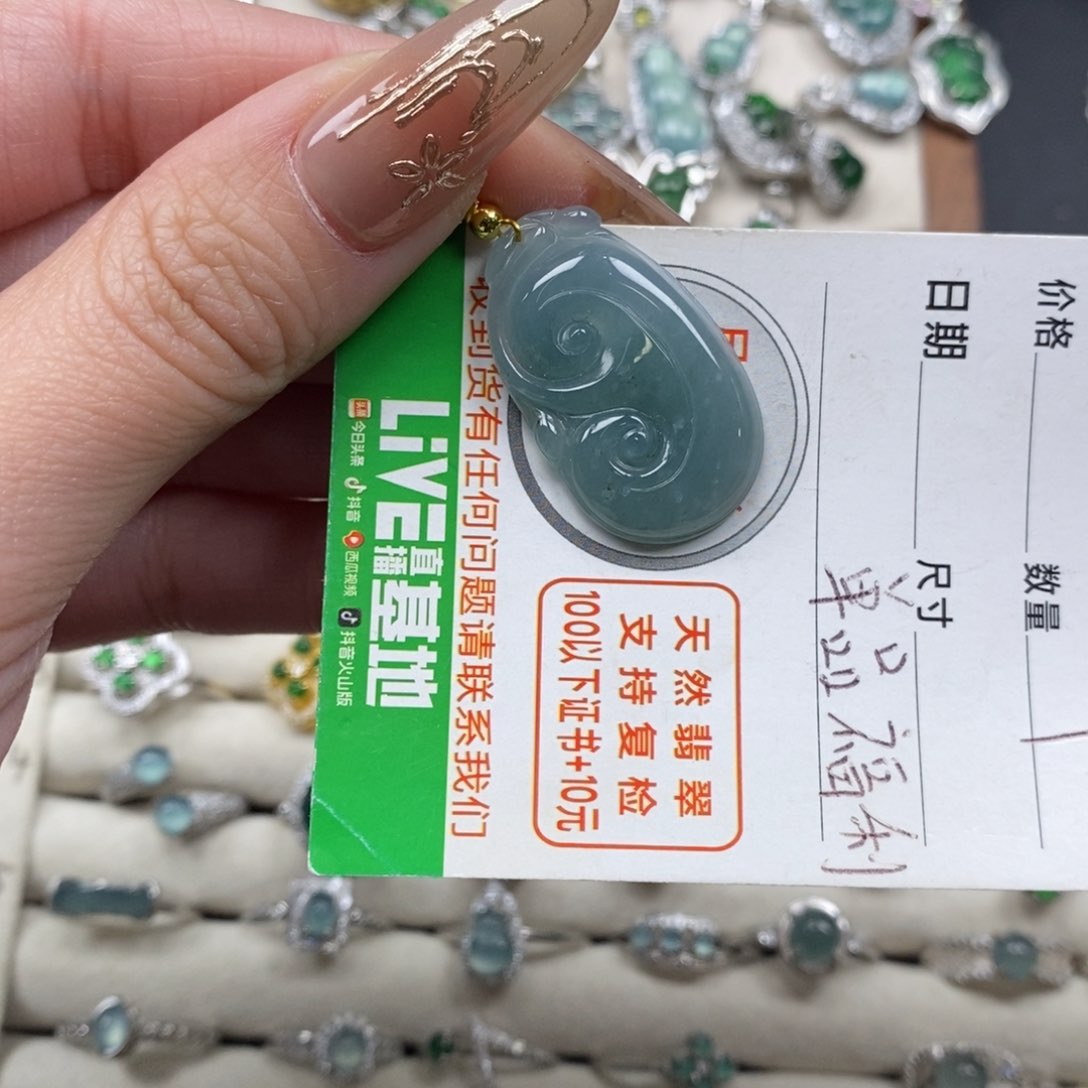 LiVE直播基地
今日头条 抖音 西瓜视频 抖音火山版
收到货有任何问题请联系我们
天然翡翠
支持复检
100以下证书+10元
日期
尺寸
单品福利
价格
数量
1